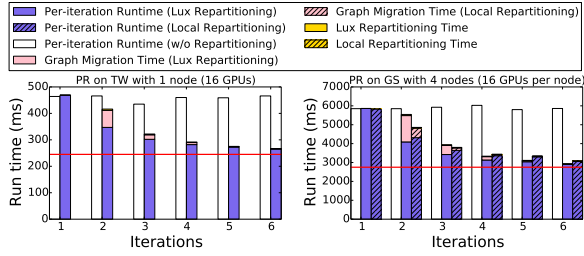 Per-iteration Runtime (Lux Repartitioning)
Per-iteration Runtime (Local Repartitioning)
Per-iteration Runtime (w/o Repartitioning)
Graph Migration Time (Lux Repartitioning)
Graph Migration Time (Local Repartitioning)
Lux Repartitioning Time
Local Repartitioning Time
PR on TW with 1 node (16 GPUs)
Run time (ms)
500
400
300
200
100
0
1 2 3 4 5 6
Iterations
PR on GS with 4 nodes (16 GPUs per node)
Run time (ms)
7000
6000
5000
4000
3000
2000
1000
0
1 2 3 4 5 6
Iterations